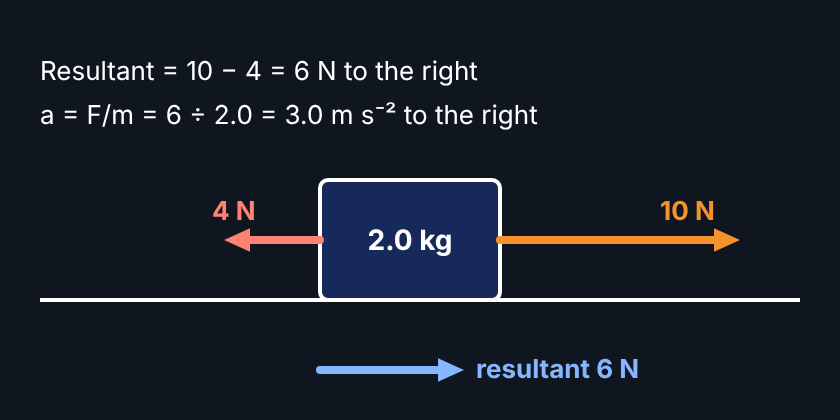 Resultant = 10 − 4 = 6 N to the right
a = F/m = 6 ÷ 2.0 = 3.0 m s⁻² to the right
4 N
10 N
2.0 kg
resultant 6 N